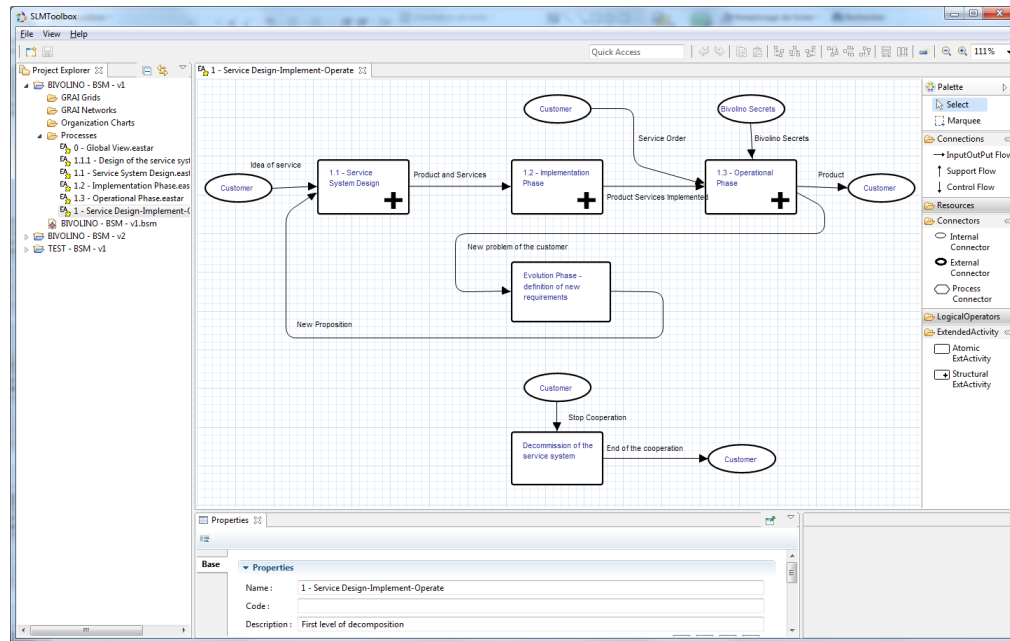 SLMToolbox
File View Help
Quick Access
111%
Project Explorer
BIVOLINO - BSM - v1
GRAI Grids
GRAI Networks
Organization Charts
Processes
0 - Global View.eastar
1.1.1 - Design of the service syst
1.1 - Service System Design.east
1.2 - Implementation Phase.eas
1.3 - Operational Phase.eastar
1 - Service Design-Implement-O
BIVOLINO - BSM - v1.bsm
BIVOLINO - BSM - v2
TEST - BSM - v1
1 - Service Design-Implement-Operate
Customer
Bivolino Secrets
Service Order
Bivolino Secrets
Idea of service
Customer
1.1 - Service
System Design
Product and Services
1.2 - Implementation
Phase
Product Services Implemented
1.3 - Operational
Phase
Product
Customer
New problem of the customer
Evolution Phase -
definition of new
requirements
New Proposition
Customer
Stop Cooperation
Decommission of the
service system
End of the cooperation
Customer
Palette
Select
Marquee
Connections
InputOutPut Flow
Support Flow
Control Flow
Resources
Connectors
Internal
Connector
External
Connector
Process
Connector
LogicalOperators
ExtendedActivity
Atomic
ExtActivity
Structural
ExtActivity
Properties
Base
Properties
Name :
1 - Service Design-Implement-Operate
Code :
Description :
First level of decomposition